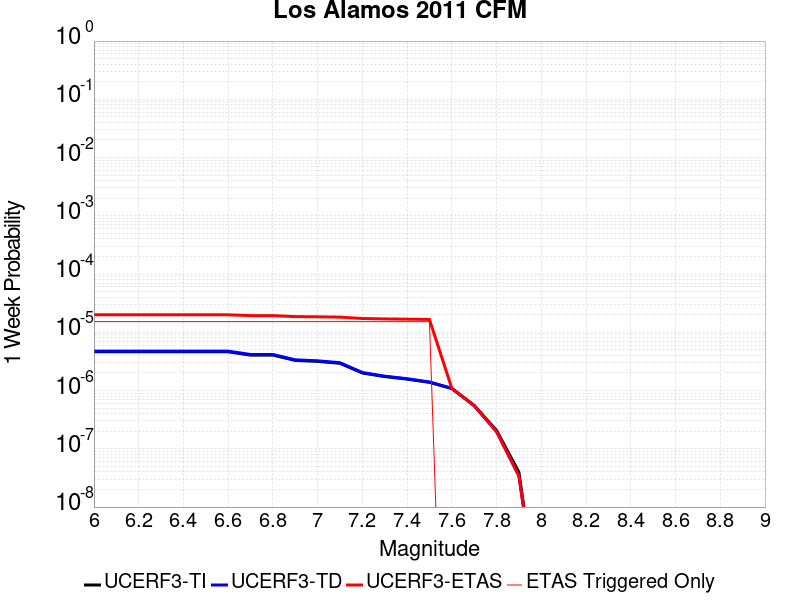 Los Alamos 2011 CFM
10^0
10^-1
10^-2
10^-3
10^-4
10^-5
10^-6
10^-7
10^-8
1 Week Probability
6 6.2 6.4 6.6 6.8 7 7.2 7.4 7.6 7.8 8 8.2 8.4 8.6 8.8 9
Magnitude
UCERF3-TI UCERF3-TD UCERF3-ETAS ETAS Triggered Only